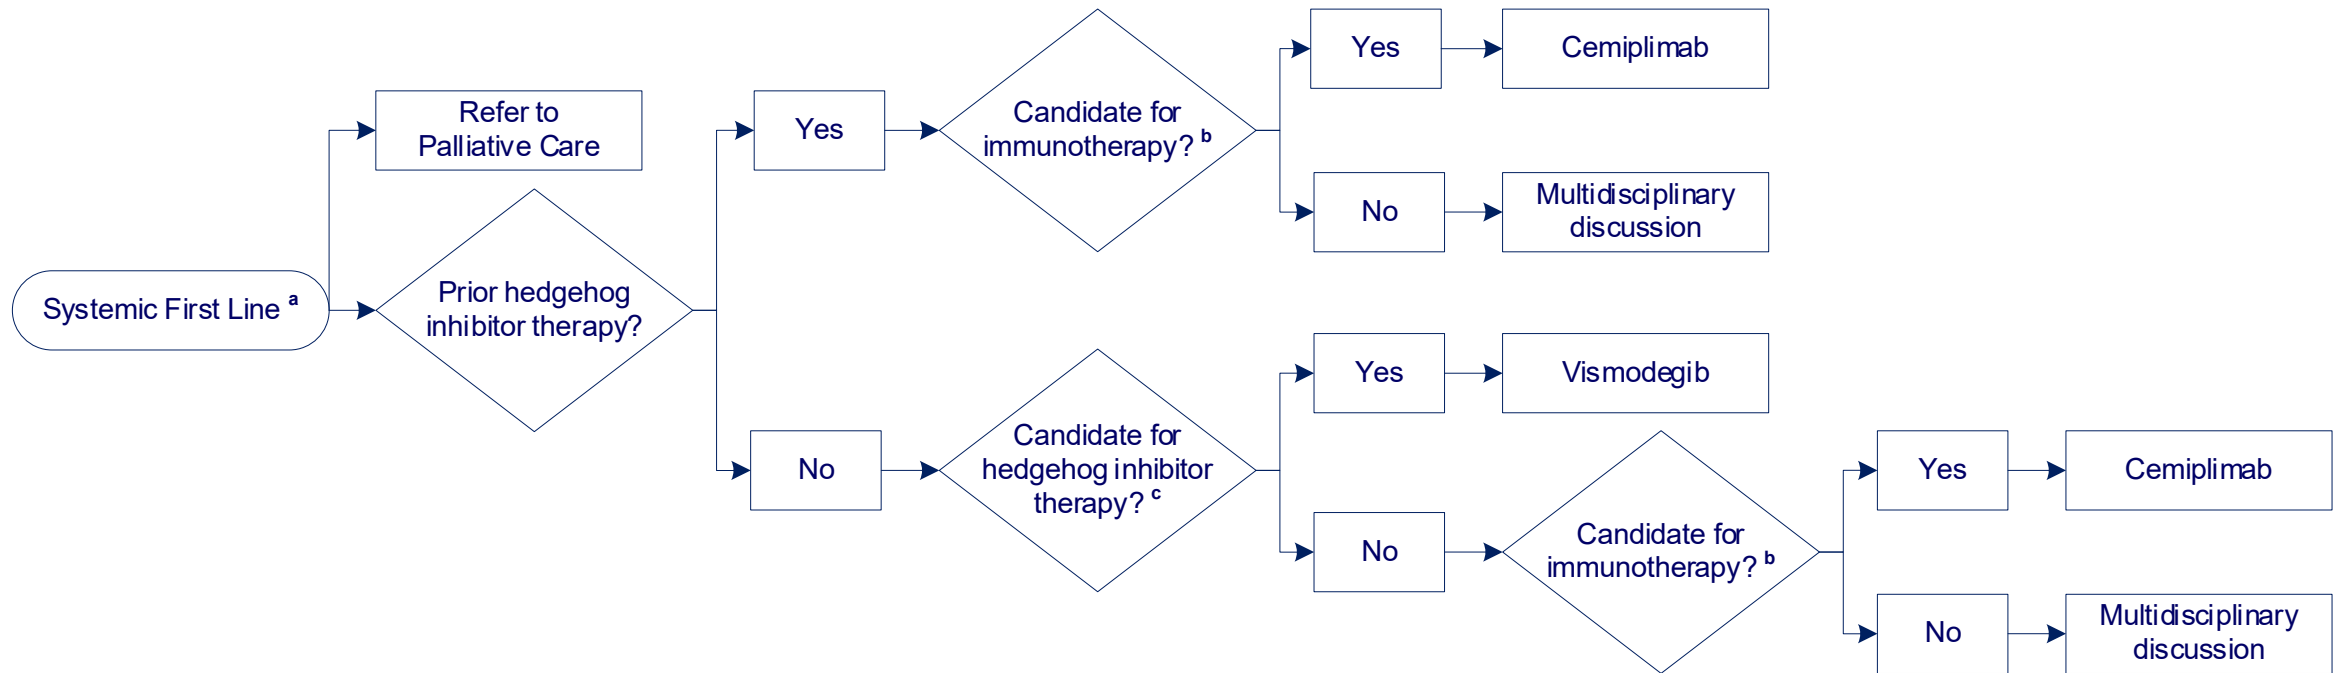 Systemic First Line a
Refer to
Palliative Care
Prior hedgehog
inhibitor therapy?
Yes
Candidate for
immunotherapy? b
Yes
Cemiplimab
No
Multidisciplinary
discussion
No
Candidate for
hedgehog inhibitor
therapy? c
Yes
Vismodegib
No
Candidate for
immunotherapy? b
Yes
Cemiplimab
No
Multidisciplinary
discussion